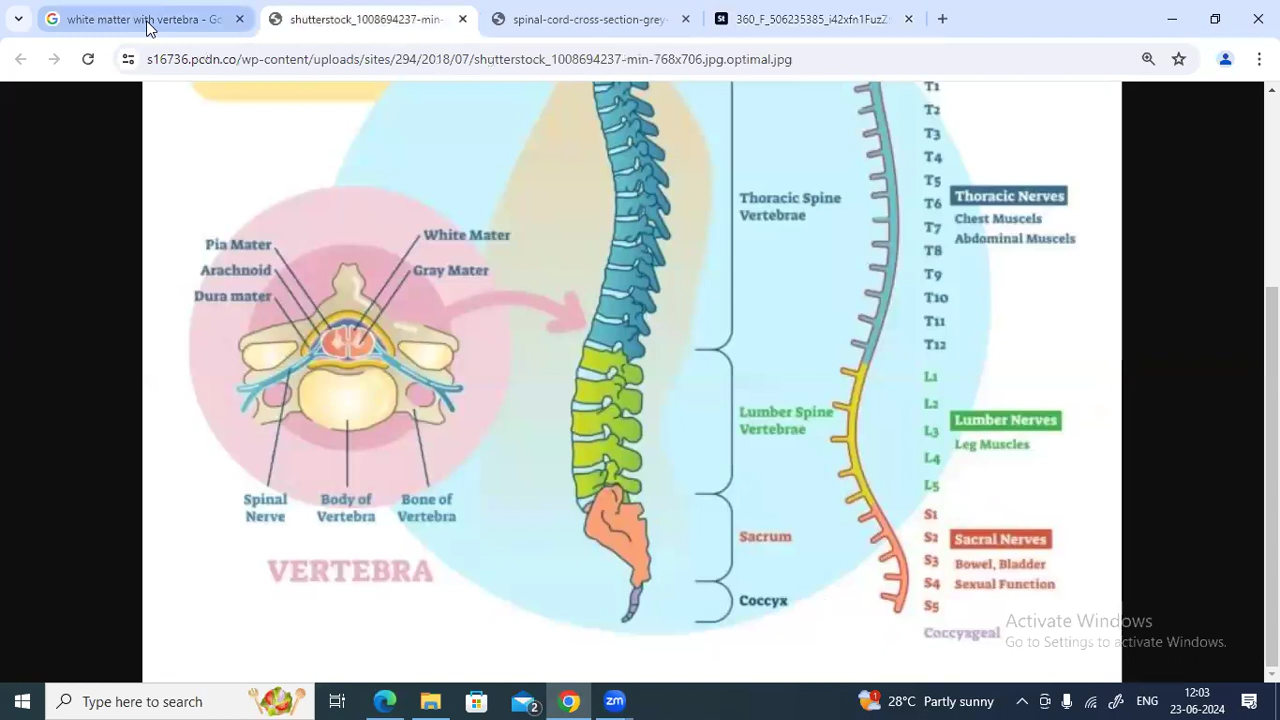 white matter with vertebra - Go
shutterstock_1008694237-min-
spinal-cord-cross-section-grey-
St 360_F_506235385_i42xfn1FuzZ
s16736.pcdn.co/wp-content/uploads/sites/294/2018/07/shutterstock_1008694237-min-768x706.jpg.optimal.jpg
Pia Mater
Arachnoid
Dura mater
White Mater
Gray Mater
Spinal
Nerve
Body of
Vertebra
Bone of
Vertebra
VERTEBRA
Thoracic Spine
Vertebrae
Lumber Spine
Vertebrae
Sacrum
Coccyx
T1
T2
T3
T4
T5
T6
T7
T8
T9
T10
T11
T12
Thoracic Nerves
Chest Muscels
Abdominal Muscels
L1
L2
L3
L4
L5
Lumber Nerves
Leg Muscles
S1
S2
S3
S4
S5
Sacral Nerves
Bowel, Bladder
Sexual Function
Coccyageal
Activate Windows
Go to Settings to activate Windows.
Type here to search
2
zm
1
28°C Partly sunny
ENG
12:03
23-06-2024